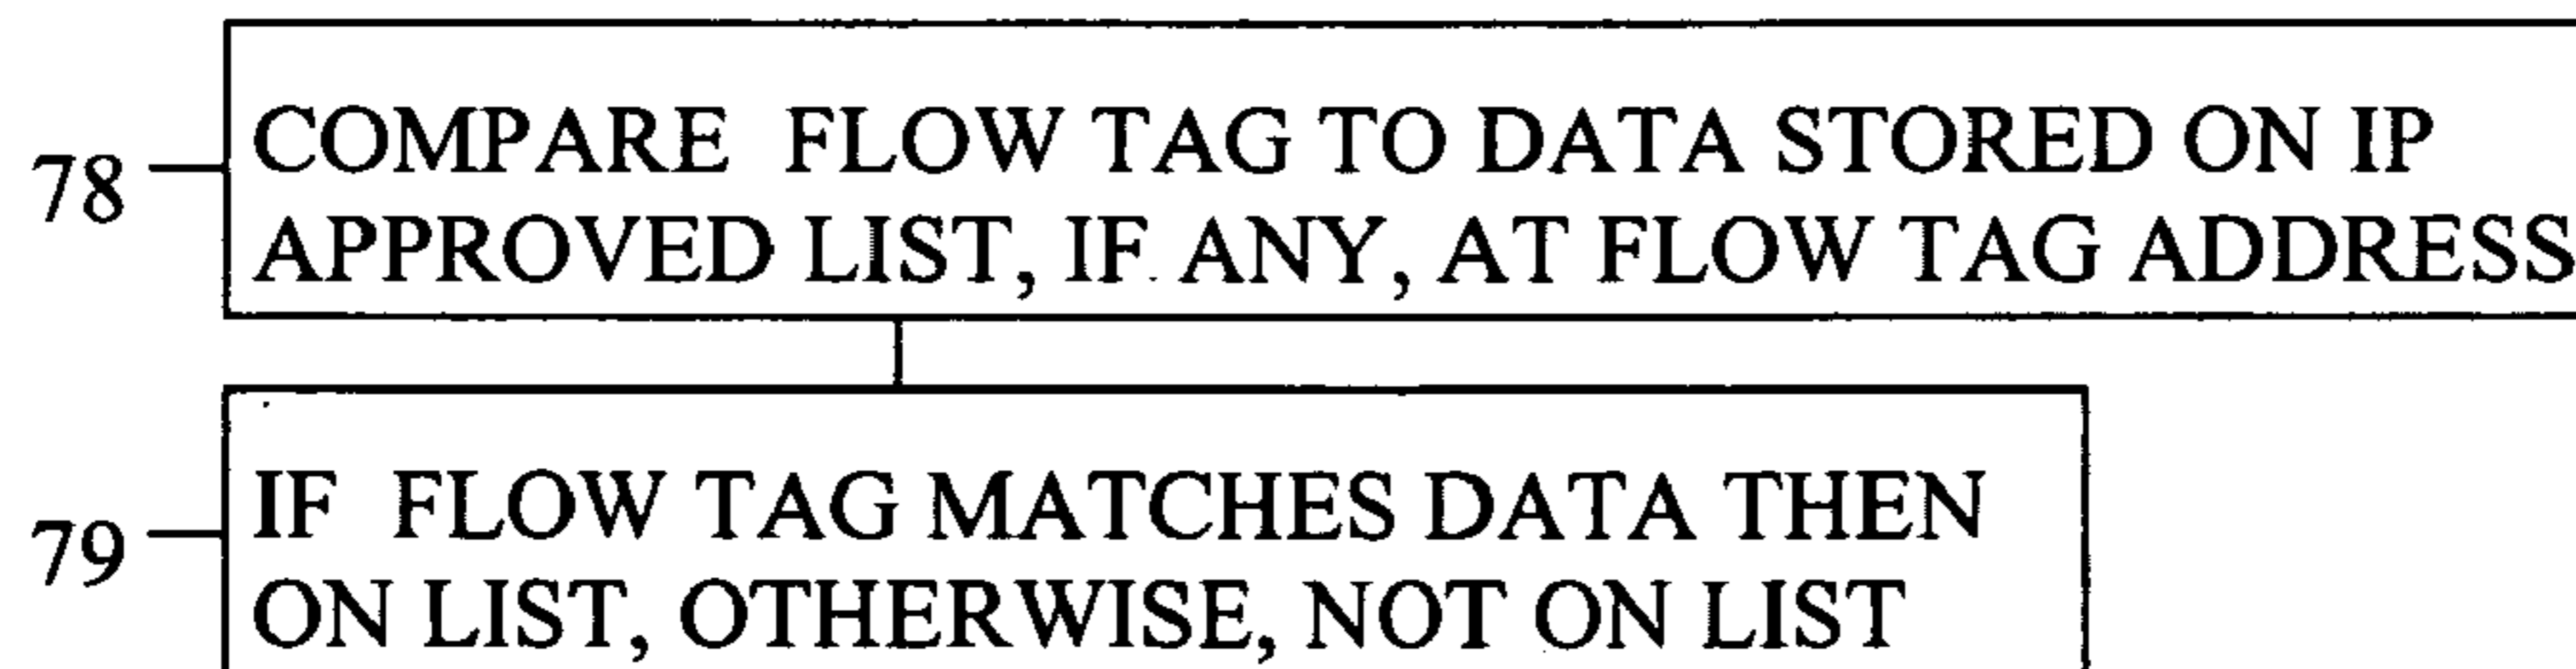 78 COMPARE FLOW TAG TO DATA STORED ON IP
APPROVED LIST, IF ANY, AT FLOW TAG ADDRESS
79 IF FLOW TAG MATCHES DATA THEN
ON LIST, OTHERWISE, NOT ON LIST